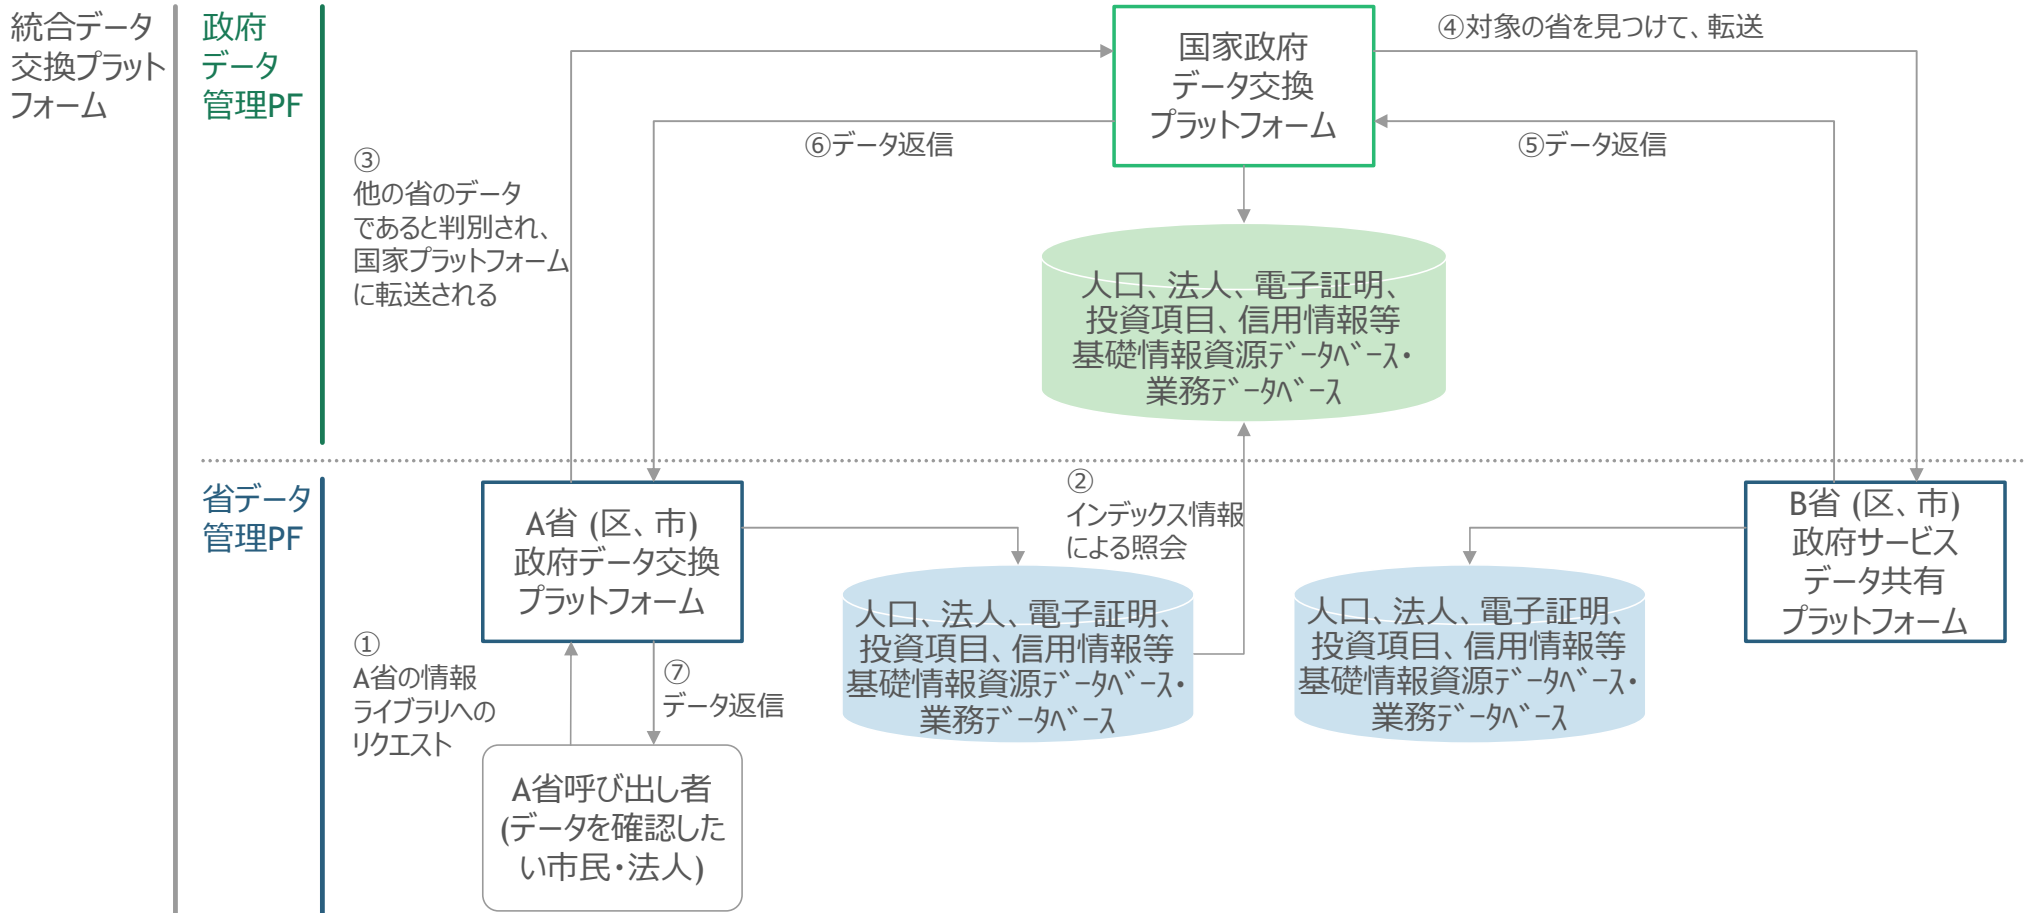 統合データ
交換プラット
フォーム
政府
データ
管理PF
国家政府
データ交換
プラットフォーム
④対象の省を見つけて、転送
⑥データ返信
⑤データ返信
③
他の省のデータ
であると判別され、
国家プラットフォーム
に転送される
人口、法人、電子証明、
投資項目、信用情報等
基礎情報資源ﾃﾞｰﾀﾍﾞｰｽ・
業務ﾃﾞｰﾀﾍﾞｰｽ
省データ
管理PF
A省 (区、市)
政府データ交換
プラットフォーム
②
インデックス情報
による照会
B省 (区、市)
政府サービス
データ共有
プラットフォーム
人口、法人、電子証明、
投資項目、信用情報等
基礎情報資源ﾃﾞｰﾀﾍﾞｰｽ・
業務ﾃﾞｰﾀﾍﾞｰｽ
人口、法人、電子証明、
投資項目、信用情報等
基礎情報資源ﾃﾞｰﾀﾍﾞｰｽ・
業務ﾃﾞｰﾀﾍﾞｰｽ
①
A省の情報
ライブラリへの
リクエスト
⑦
データ返信
A省呼び出し者
(データを確認した
い市民・法人)